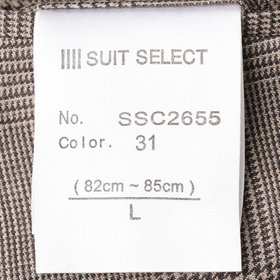 SUIT SELECT
No. SSC2655
Color. 31
( 82cm ~ 85cm )
L